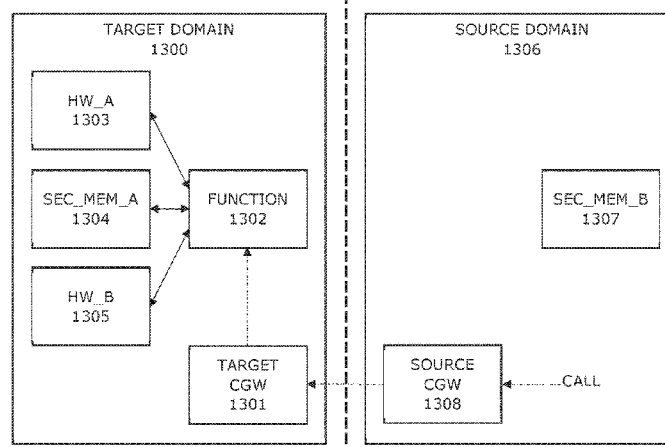 TARGET DOMAIN
1300
HW_A
1303
SEC_MEM_A
1304
HW_B
1305
FUNCTION
1302
TARGET
CGW
1301
SOURCE DOMAIN
1306
SEC_MEM_B
1307
SOURCE
CGW
1308
CALL